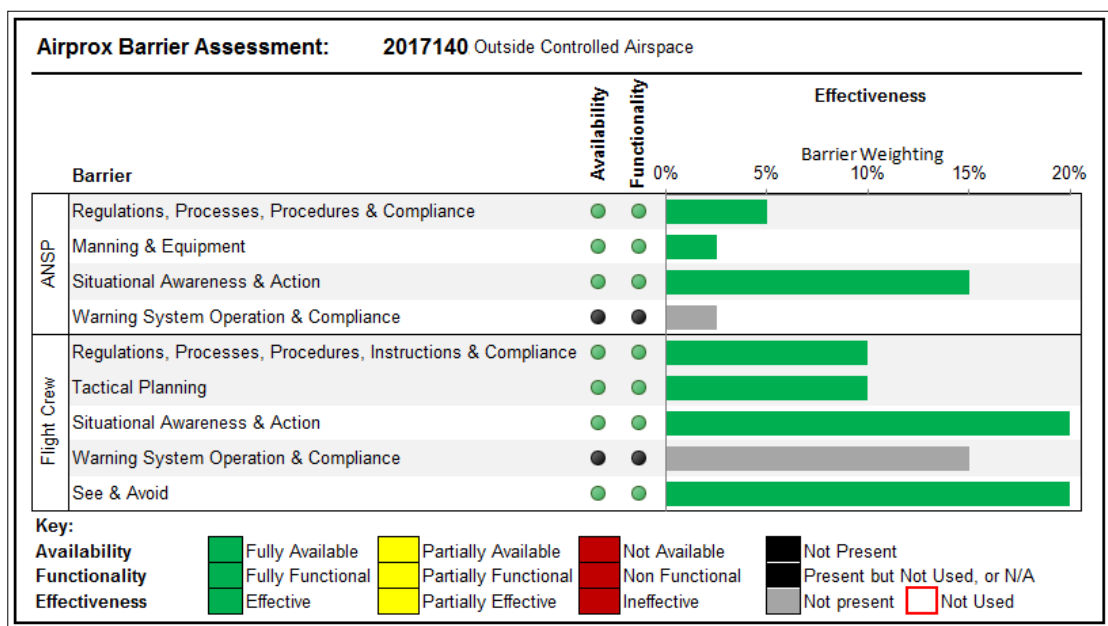 Airprox Barrier Assessment: 2017140 Outside Controlled Airspace
Effectiveness
Availability
Functionality
Barrier Weighting
Barrier
0% 5% 10% 15% 20%
ANSP
Regulations, Processes, Procedures & Compliance
Manning & Equipment
Situational Awareness & Action
Warning System Operation & Compliance
Flight Crew
Regulations, Processes, Procedures, Instructions & Compliance
Tactical Planning
Situational Awareness & Action
Warning System Operation & Compliance
See & Avoid
Key:
Availability Fully Available Partially Available Not Available Not Present
Functionality Fully Functional Partially Functional Non Functional Present but Not Used, or N/A
Effectiveness Effective Partially Effective Ineffective Not present Not Used